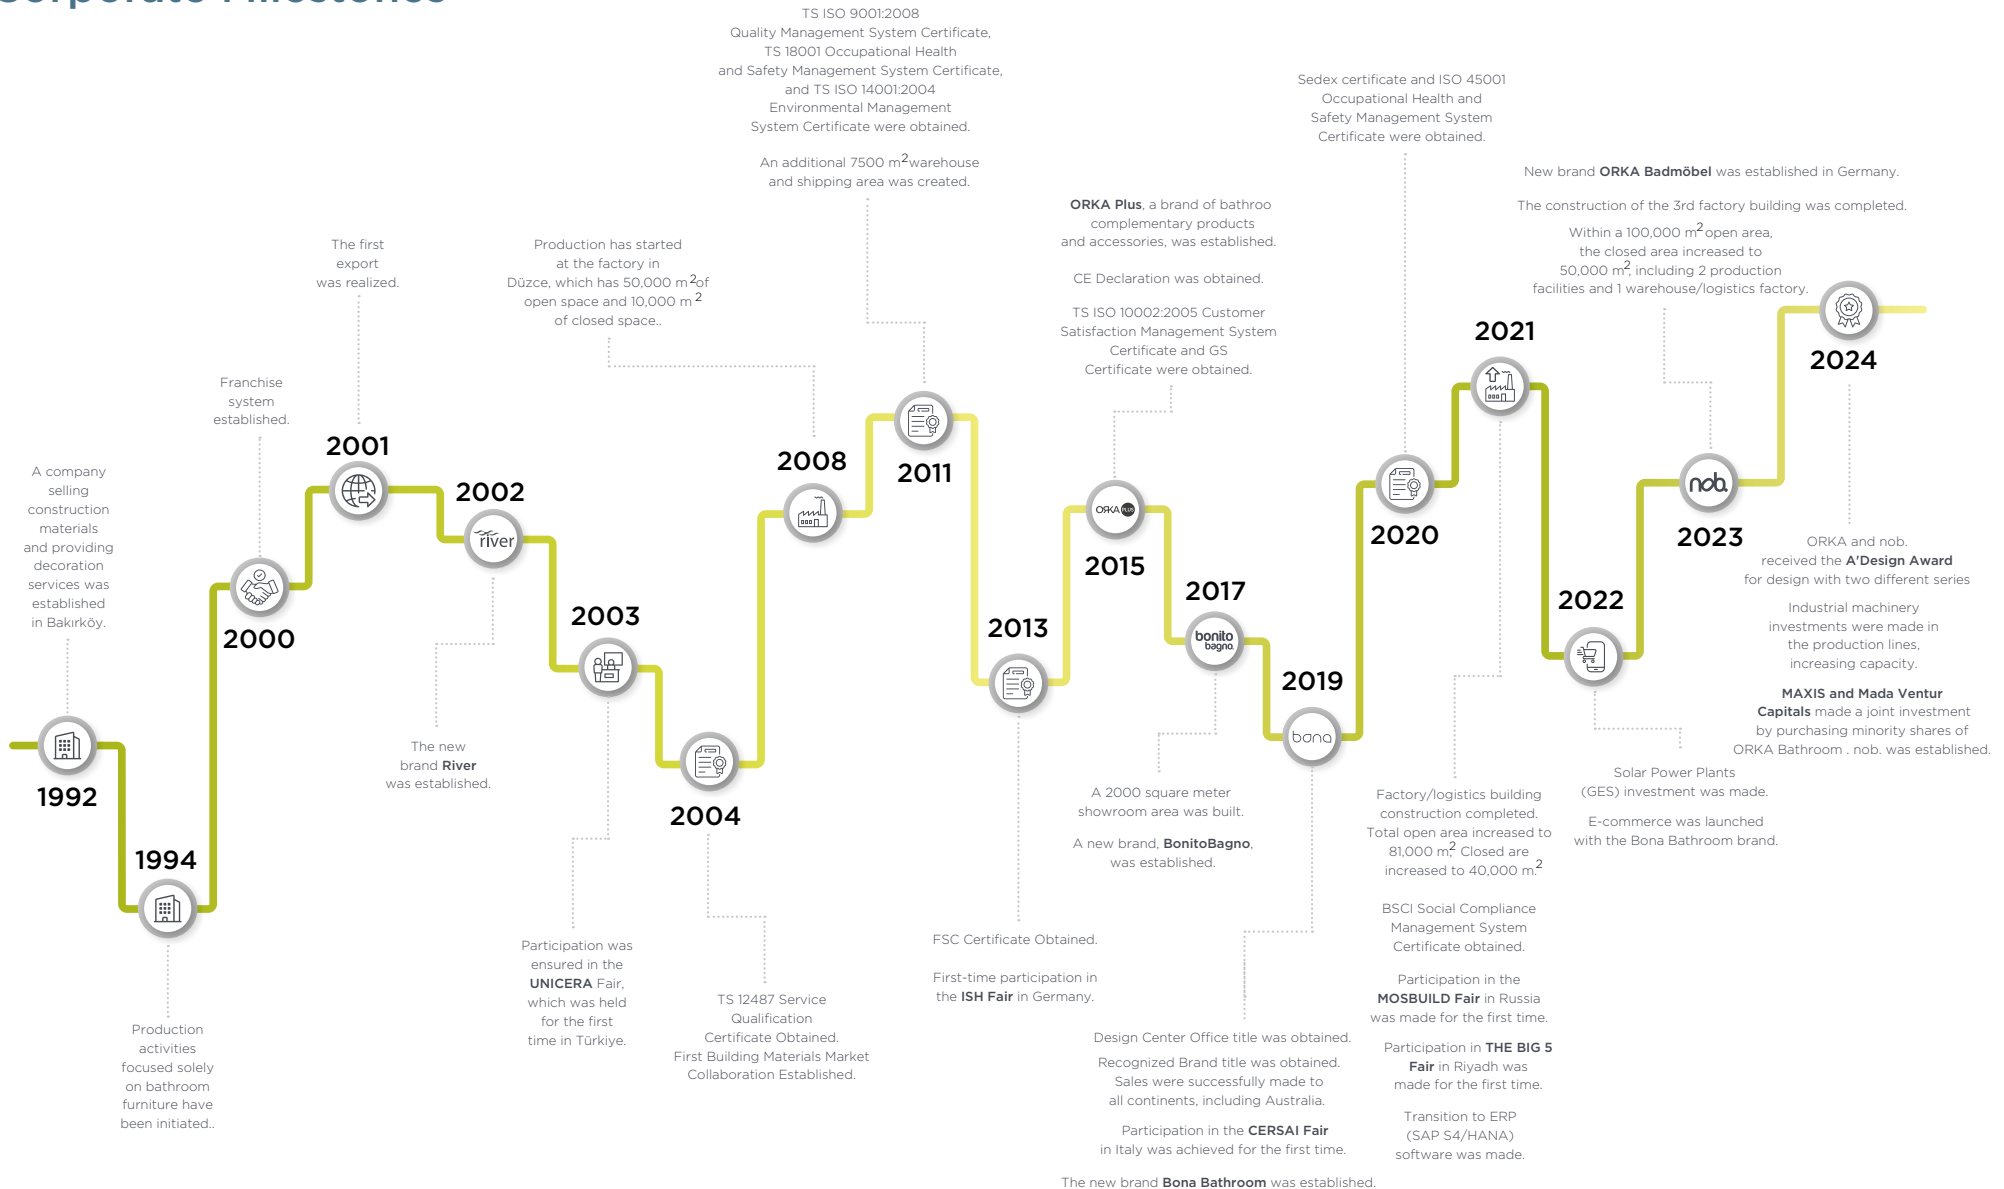 Corporate Milestones
A company
selling
construction
materials
and providing
decoration
services was
established
in Bakırköy.
1992
1994
Production
activities
focused solely
on bathroom
furniture have
been initiated..
Franchise
system
established.
2000
The first
export
was realized.
2001
2002
river
The new
brand River
was established.
2003
Participation was
ensured in the
UNICERA Fair,
which was held
for the first
time in Türkiye.
2004
TS 12487 Service
Qualification
Certificate Obtained.
First Building Materials Market
Collaboration Established.
Production has started
at the factory in
Düzce, which has 50,000 m²of
open space and 10,000 m ²
of closed space..
2008
TS ISO 9001:2008
Quality Management System Certificate,
TS 18001 Occupational Health
and Safety Management System Certificate,
and TS ISO 14001:2004
Environmental Management
System Certificate were obtained.
An additional 7500 m² warehouse
and shipping area was created.
2011
2013
FSC Certificate Obtained.
First-time participation in
the ISH Fair in Germany.
ORKA Plus, a brand of bathroo
complementary products
and accessories, was established.
CE Declaration was obtained.
TS ISO 10002:2005 Customer
Satisfaction Management System
Certificate and GS
Certificate were obtained.
ORKA PLUS
2015
2017
bonito
bagno.
A 2000 square meter
showroom area was built.
A new brand, BonitoBagno,
was established.
2019
bona
Design Center Office title was obtained.
Recognized Brand title was obtained.
Sales were successfully made to
all continents, including Australia.
Participation in the CERSAI Fair
in Italy was achieved for the first time.
The new brand Bona Bathroom was established.
Sedex certificate and ISO 45001
Occupational Health and
Safety Management System
Certificate were obtained.
2020
2021
Factory/logistics building
construction completed.
Total open area increased to
81,000 m². Closed are
increased to 40,000 m.²
BSCI Social Compliance
Management System
Certificate obtained.
Participation in the
MOSBUILD Fair in Russia
was made for the first time.
Participation in THE BIG 5
Fair in Riyadh was
made for the first time.
Transition to ERP
(SAP S4/HANA)
software was made.
2022
Solar Power Plants
(GES) investment was made.
E-commerce was launched
with the Bona Bathroom brand.
New brand ORKA Badmöbel was established in Germany.
The construction of the 3rd factory building was completed.
Within a 100,000 m² open area,
the closed area increased to
50,000 m², including 2 production
facilities and 1 warehouse/logistics factory.
nob.
2023
2024
ORKA and nob.
received the A'Design Award
for design with two different series
Industrial machinery
investments were made in
the production lines,
increasing capacity.
MAXIS and Mada Ventur
Capitals made a joint investment
by purchasing minority shares of
ORKA Bathroom . nob. was established.